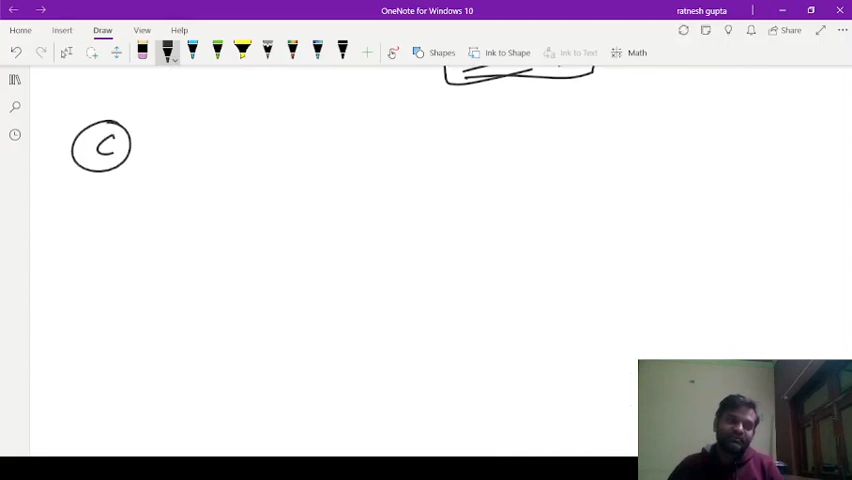 OneNote for Windows 10
ratnesh gupta
Home Insert Draw View Help
Share
Shapes Ink to Shape Ink to Text Math
C